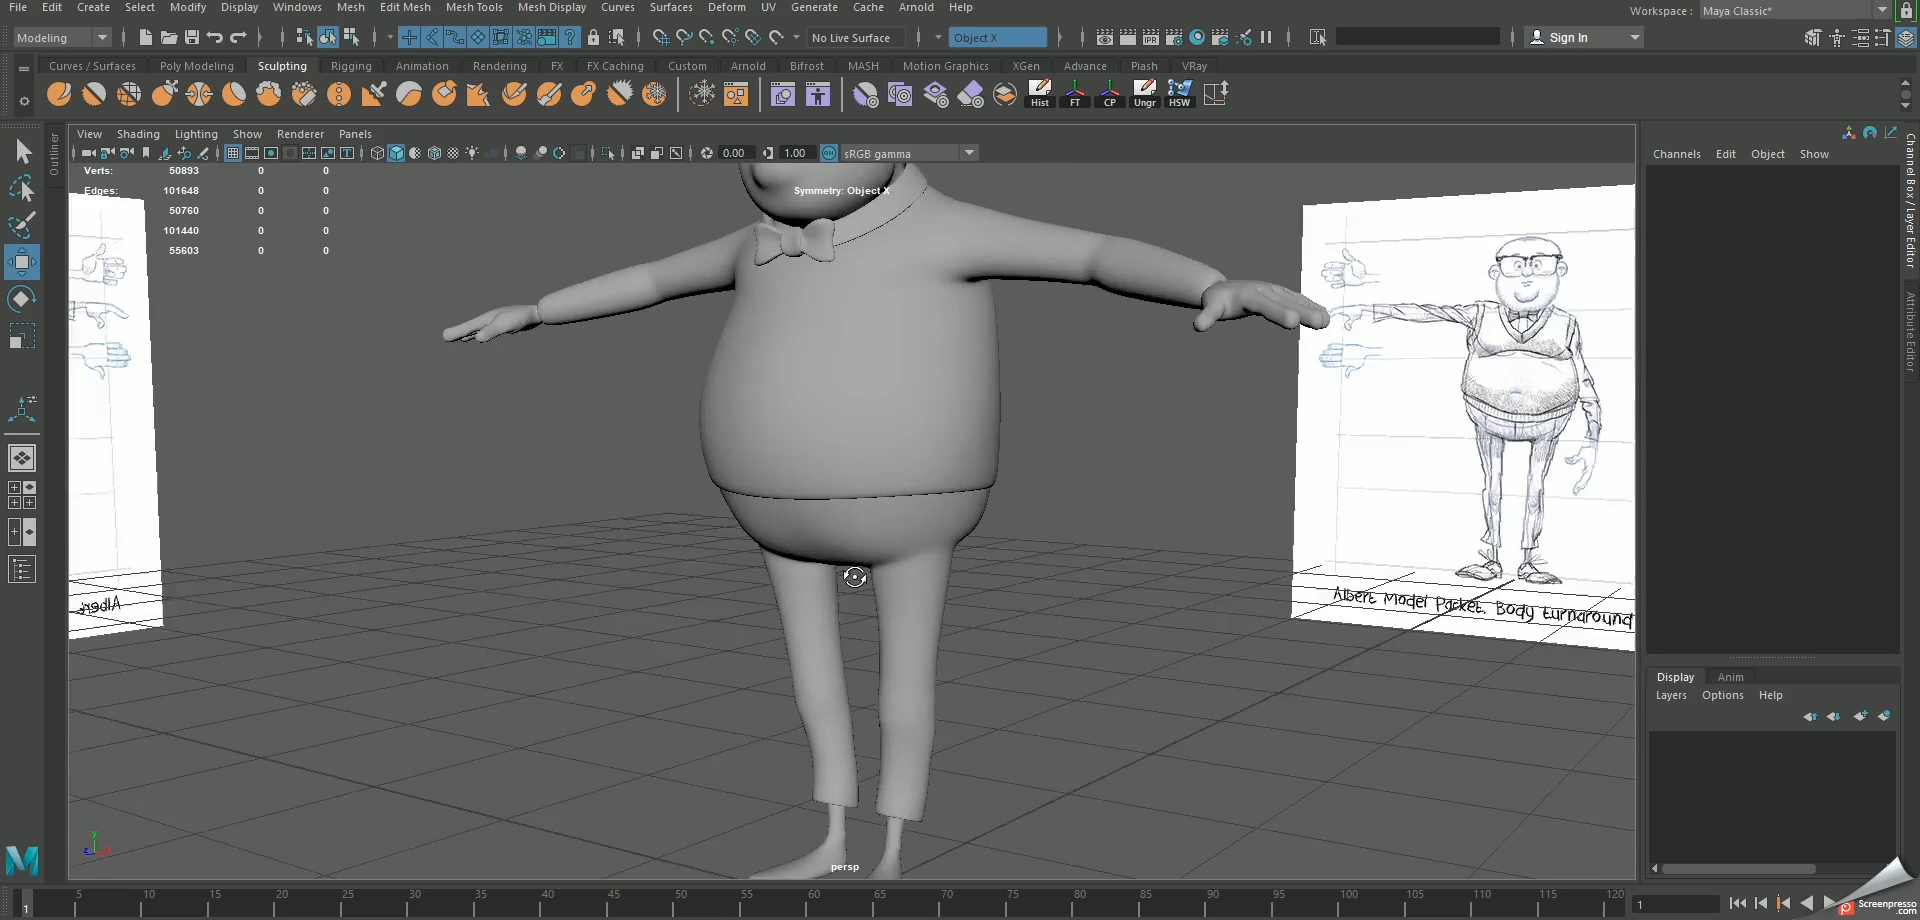 File Edit Create Select Modify Display Windows Mesh Edit Mesh Mesh Tools Mesh Display Curves Surfaces Deform UV Generate Cache Arnold Help
Workspace : Maya Classic*
Modeling No Live Surface Object X Sign In
Curves / Surfaces Poly Modeling Sculpting Rigging Animation Rendering FX FX Caching Custom Arnold Bifrost MASH Motion Graphics XGen Advance Piash VRay
IPR Hist FT CP Ungr HSW
View Shading Lighting Show Renderer Panels
0.00 1.00 ON sRGB gamma
Outliner
Channels Edit Object Show
Channel Box / Layer Editor
Attribute Editor
Verts: 50893 0 0
Edges: 101648 0 0
50760 0 0
101440 0 0
55603 0 0
Symmetry: Object X
Albert Model Packet. Body turnaround
Albert
persp
y
z
Display Anim
Layers Options Help
5 10 15 20 25 30 35 40 45 50 55 60 65 70 75 80 85 90 95 100 105 110 115 120
1
1
Screenpresso
.com